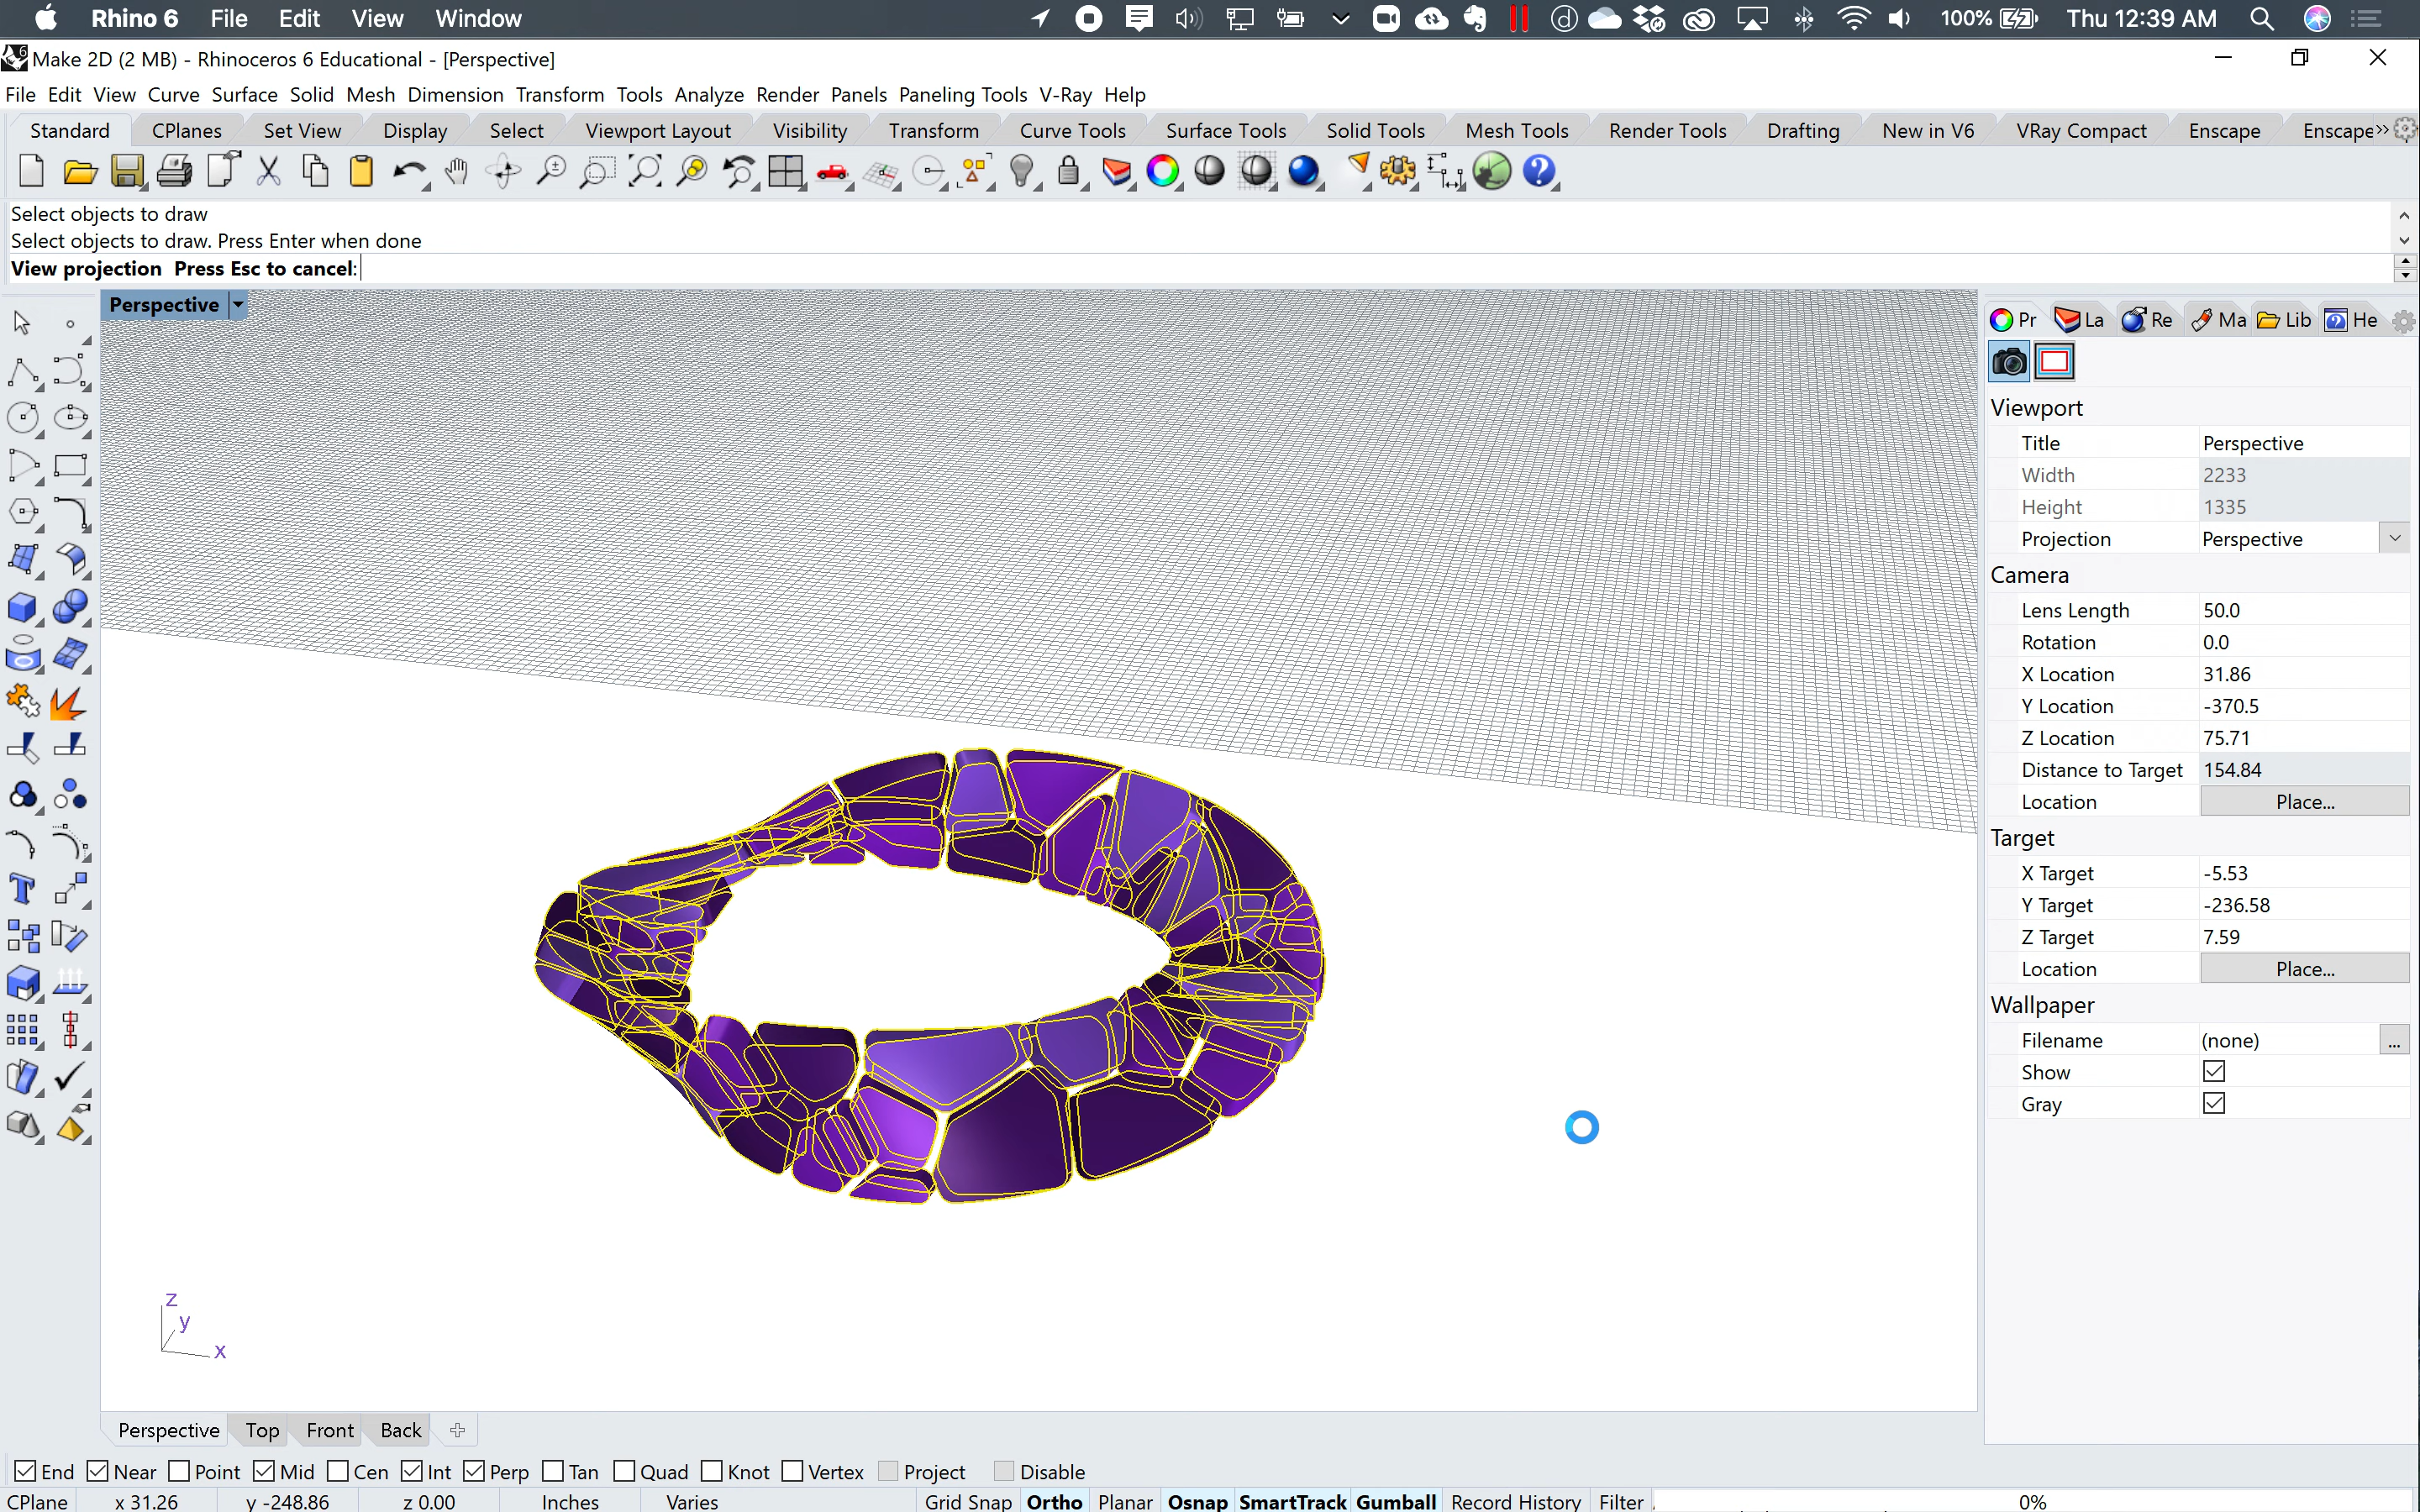 Rhino 6 File Edit View Window 100% Thu 12:39 AM
Make 2D (2 MB) - Rhinoceros 6 Educational - [Perspective]
File Edit View Curve Surface Solid Mesh Dimension Transform Tools Analyze Render Panels Paneling Tools V-Ray Help
Standard CPlanes Set View Display Select Viewport Layout Visibility Transform Curve Tools Surface Tools Solid Tools Mesh Tools Render Tools Drafting New in V6 VRay Compact Enscape Enscape
Select objects to draw
Select objects to draw. Press Enter when done
View projection Press Esc to cancel:
Perspective
Pr La Re Ma Lib He
Viewport
Title Perspective
Width 2233
Height 1335
Projection Perspective
Camera
Lens Length 50.0
Rotation 0.0
X Location 31.86
Y Location -370.5
Z Location 75.71
Distance to Target 154.84
Location Place...
Target
X Target -5.53
Y Target -236.58
Z Target 7.59
Location Place...
Wallpaper
Filename (none) ...
Show
Gray
z
y
x
Perspective Top Front Back
End Near Point Mid Cen Int Perp Tan Quad Knot Vertex Project Disable
CPlane x 31.26 y -248.86 z 0.00 Inches Varies Grid Snap Ortho Planar Osnap SmartTrack Gumball Record History Filter 0%